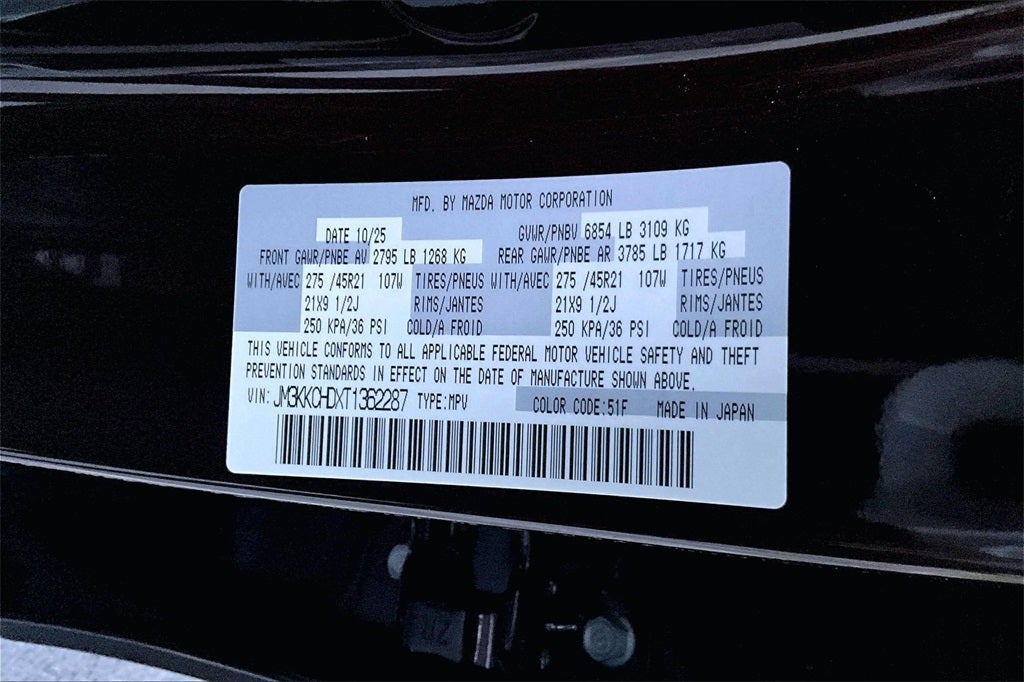 MFD. BY MAZDA MOTOR CORPORATION
DATE 10/25 GVWR/PNBV 6854 LB 3109 KG
FRONT GAWR/PNBE AV 2795 LB 1268 KG REAR GAWR/PNBE AR 3785 LB 1717 KG
WITH/AVEC 275 /45R21 107W TIRES/PNEUS WITH/AVEC 275 /45R21 107W TIRES/PNEUS
21X9 1/2J RIMS/JANTES 21X9 1/2J RIMS/JANTES
250 KPA/36 PSI COLD/A FROID 250 KPA/36 PSI COLD/A FROID
THIS VEHICLE CONFORMS TO ALL APPLICABLE FEDERAL MOTOR VEHICLE SAFETY AND THEFT
PREVENTION STANDARDS IN EFFECT ON THE DATE OF MANUFACTURE SHOWN ABOVE.
VIN: JM3KKCHDXT1362287 TYPE:MPV COLOR CODE:51F MADE IN JAPAN